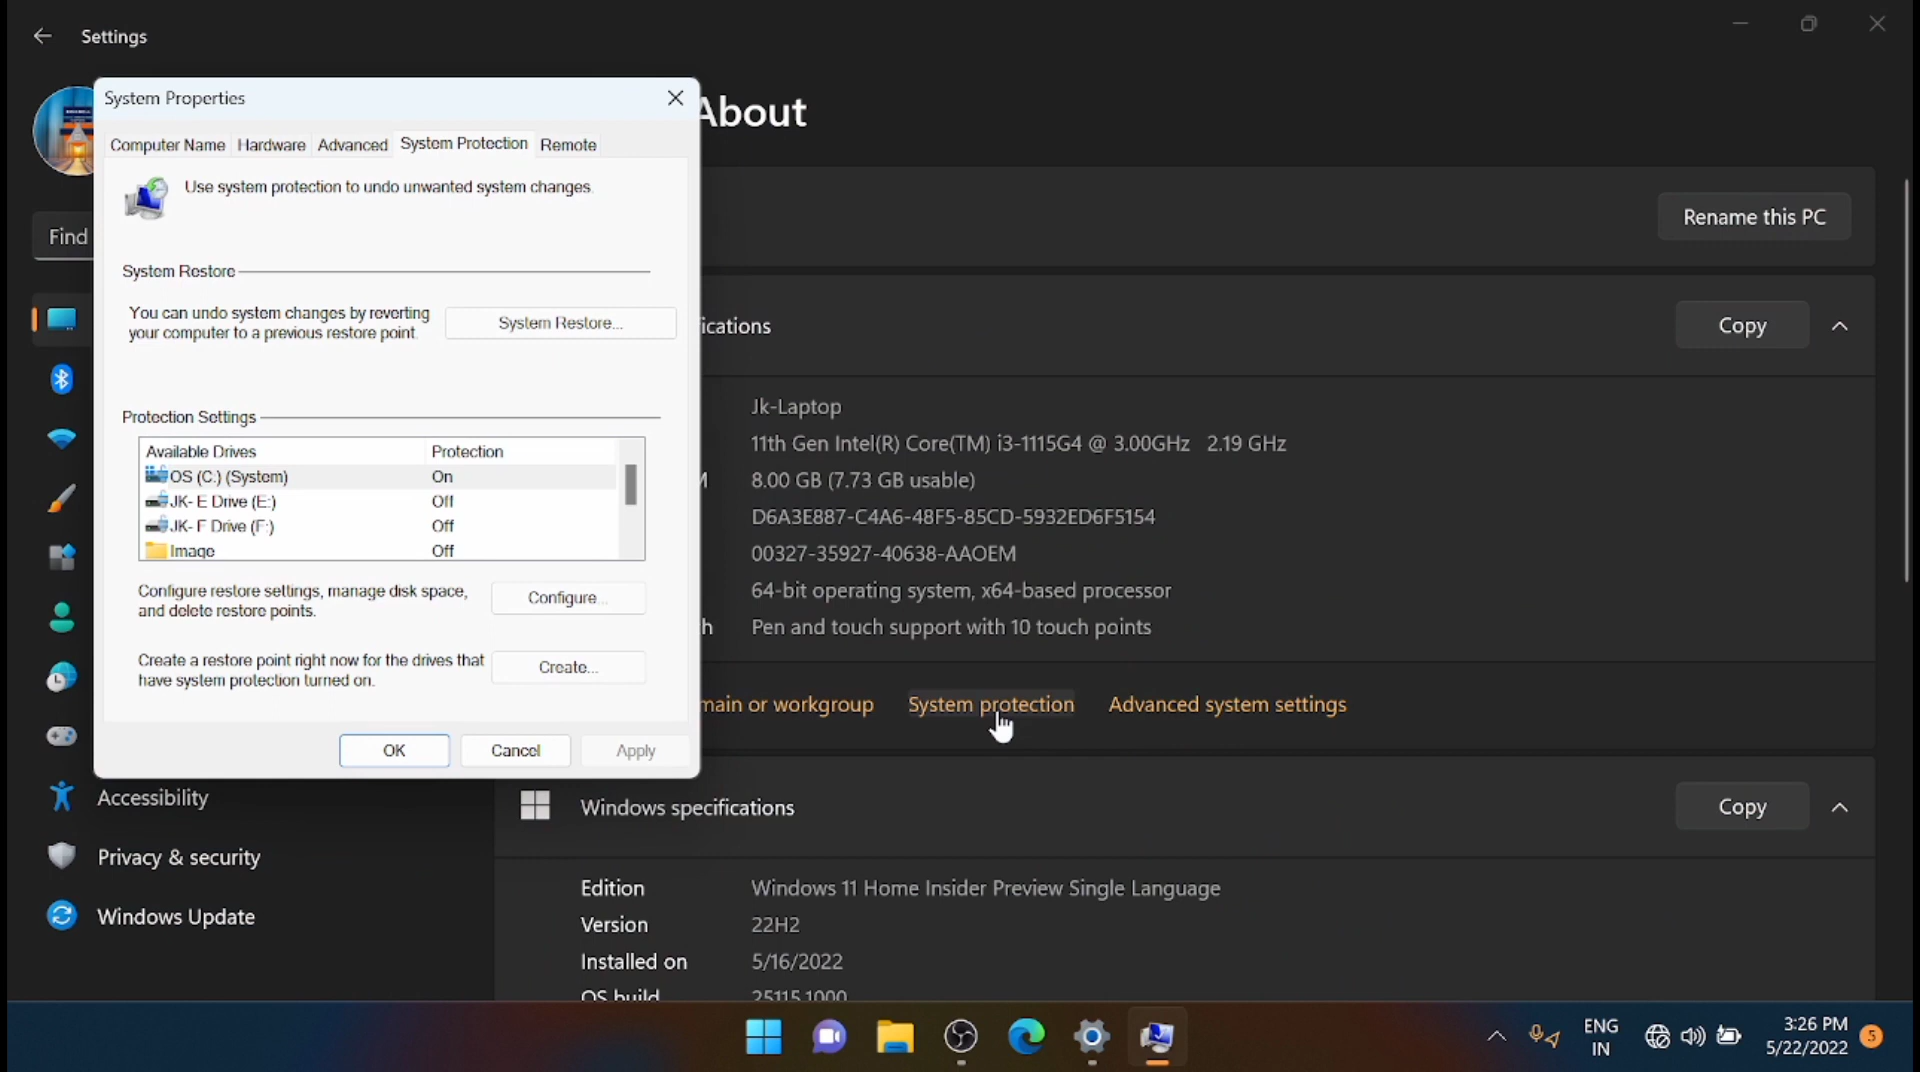 Settings
System Properties
Computer Name Hardware Advanced System Protection Remote
Use system protection to undo unwanted system changes.
System Restore
You can undo system changes by reverting
your computer to a previous restore point.
System Restore...
Protection Settings
Available Drives Protection
OS (C:) (System) On
JK- E Drive (E:) Off
JK- F Drive (F:) Off
Image Off
Configure restore settings, manage disk space,
and delete restore points.
Configure...
Create a restore point right now for the drives that
have system protection turned on.
Create...
OK Cancel Apply
Find
Accessibility
Privacy & security
Windows Update
About
Rename this PC
ications
Copy
Jk-Laptop
11th Gen Intel(R) Core(TM) i3-1115G4 @ 3.00GHz 2.19 GHz
8.00 GB (7.73 GB usable)
D6A3E887-C4A6-48F5-85CD-5932ED6F5154
00327-35927-40638-AAOEM
64-bit operating system, x64-based processor
h Pen and touch support with 10 touch points
main or workgroup System protection Advanced system settings
Windows specifications
Copy
Edition Windows 11 Home Insider Preview Single Language
Version 22H2
Installed on 5/16/2022
OS build 25115.1000
ENG
IN
3:26 PM
5/22/2022
5